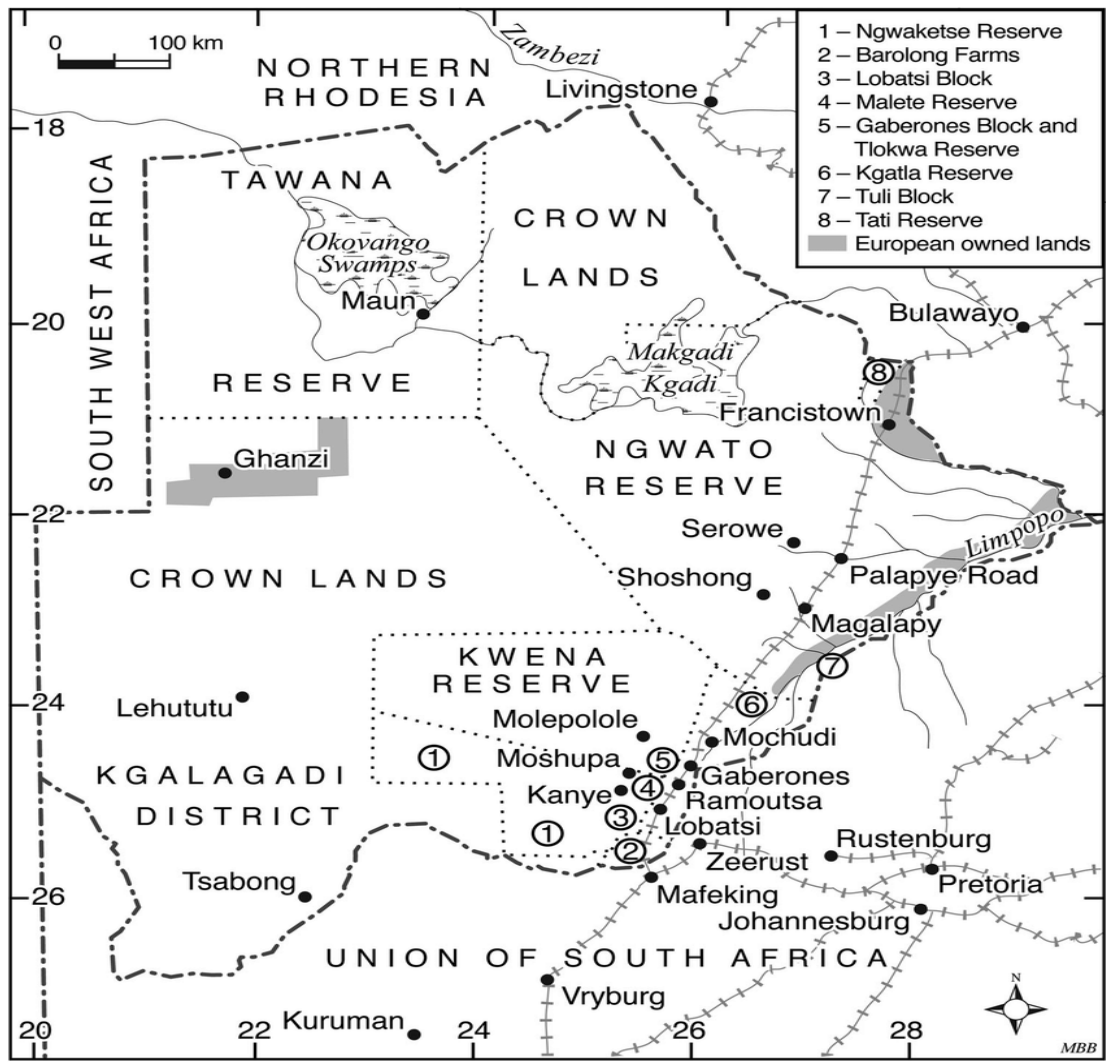 0 100 km
NORTHERN
RHODESIA
Zambezi
Livingstone
1 – Ngwaketse Reserve
2 – Barolong Farms
3 – Lobatsi Block
4 – Malete Reserve
5 – Gaberones Block and
Tlokwa Reserve
6 – Kgatla Reserve
7 – Tuli Block
8 – Tati Reserve
European owned lands
18
SOUTH WEST AFRICA
TAWANA
CROWN
LANDS
Okovango
Swamps
Maun
20
Bulawayo
Makgadi
Kgadi
RESERVE
8
Francistown
Ghanzi
NGWATO
RESERVE
22
Serowe
Limpopo
CROWN LANDS
Shoshong
Palapye Road
Magalapy
KWENA
RESERVE
7
24
Lehututu
6
Molepolole
Mochudi
1
Moshupa
5
Gaberones
KGALAGADI
DISTRICT
Kanye
4
Ramoutsa
3
Lobatsi
1
2
Zeerust
Rustenburg
26
Tsabong
Mafeking
Pretoria
Johannesburg
UNION OF SOUTH AFRICA
Vryburg
Kuruman
N
20 22 24 26 28
MBB